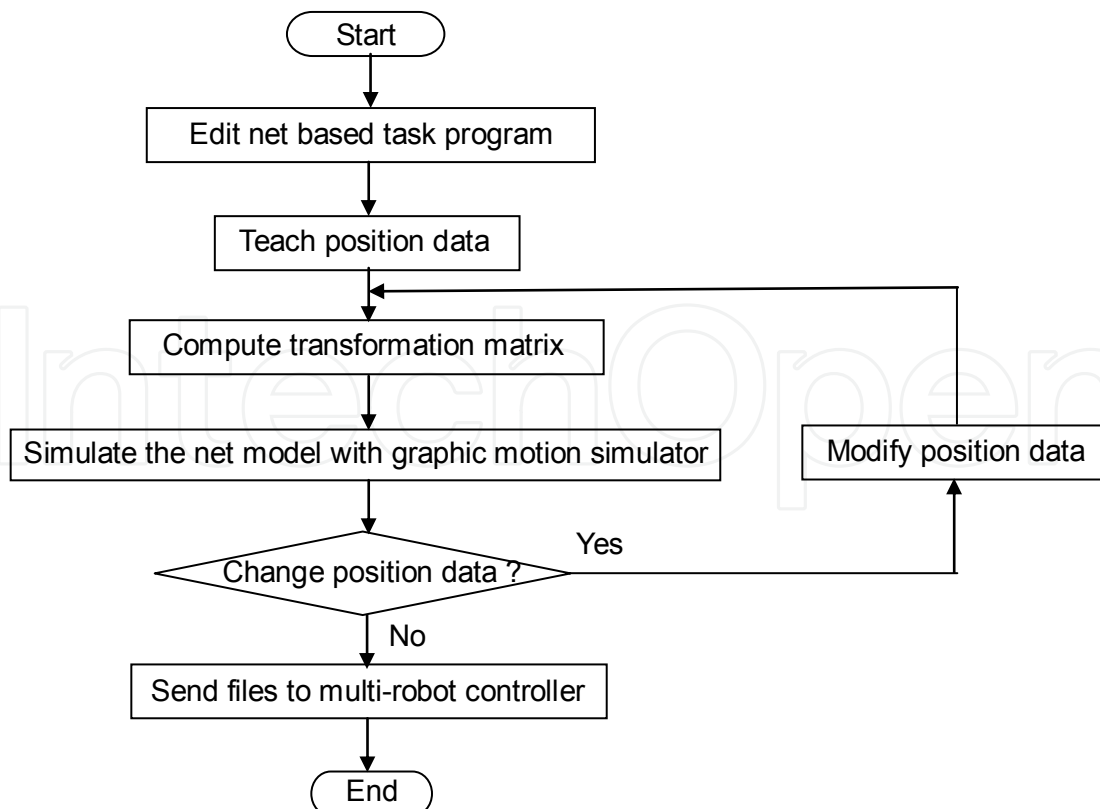 Start
Edit net based task program
Teach position data
Compute transformation matrix
Simulate the net model with graphic motion simulator
Modify position data
Change position data ?
Yes
No
Send files to multi-robot controller
End
IntechOpen